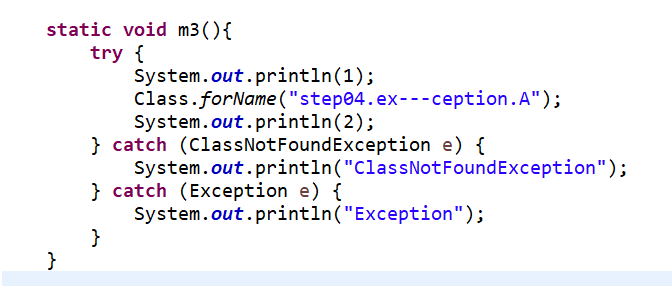 static void m3(){
try {
System.out.println(1);
Class.forName("step04.ex---ception.A");
System.out.println(2);
} catch (ClassNotFoundException e) {
System.out.println("ClassNotFoundException");
} catch (Exception e) {
System.out.println("Exception");
}
}